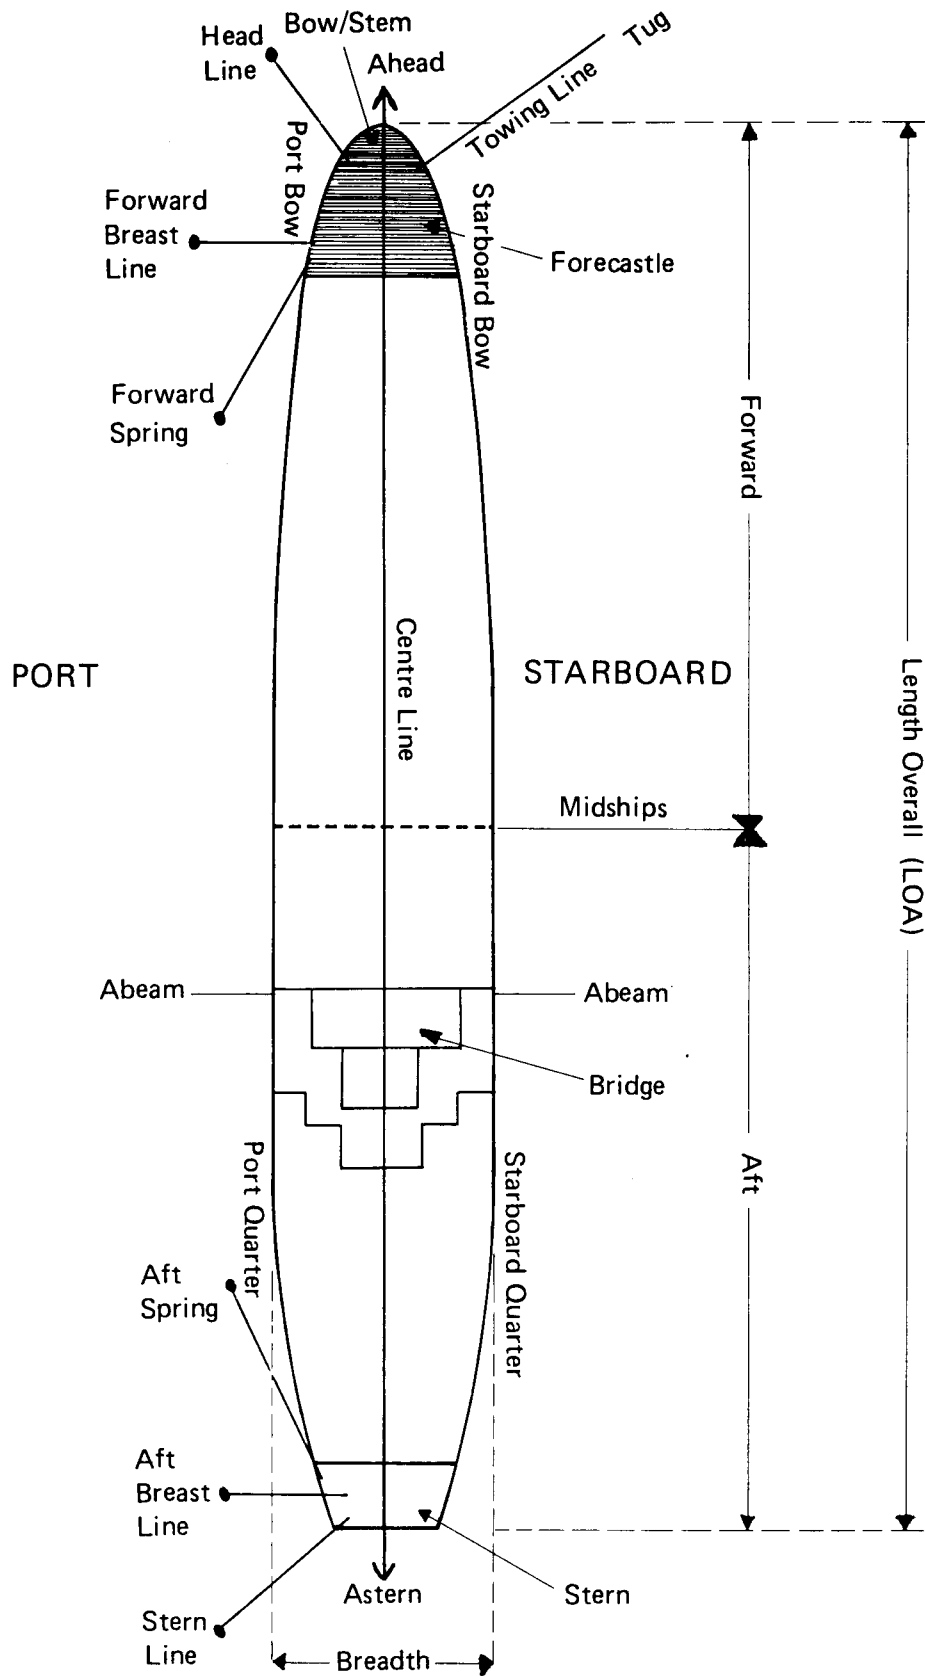 Bow/Stem
Head
Line
Ahead
Tug
Towing Line
Port Bow
Starboard Bow
Forward
Breast
Line
Forecastle
Forward
Spring
Forward
Centre Line
PORT
STARBOARD
Length Overall (LOA)
Midships
Abeam
Abeam
Bridge
Port Quarter
Starboard Quarter
Aft
Aft
Spring
Aft
Breast
Line
Astern
Stern
Stern
Line
Breadth